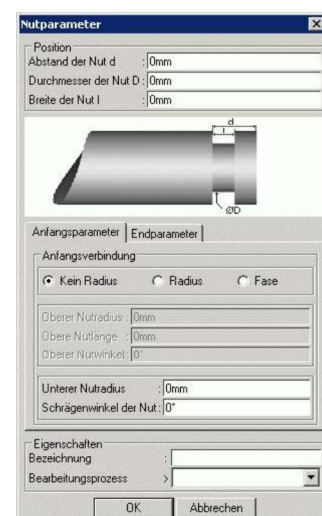 Nutparameter
Position
Abstand der Nut d : 0mm
Durchmesser der Nut D : 0mm
Breite der Nut l : 0mm
d
l
ØD
Anfangsparameter Endparameter
Anfangsverbindung
Kein Radius Radius Fase
Oberer Nutradius : 0mm
Obere Nutlänge : 0mm
Oberer Nutwinkel : 0°
Unterer Nutradius : 0mm
Schrägenwinkel der Nut : 0°
Eigenschaften
Bezeichnung :
Bearbeitungsprozess >
OK Abbrechen